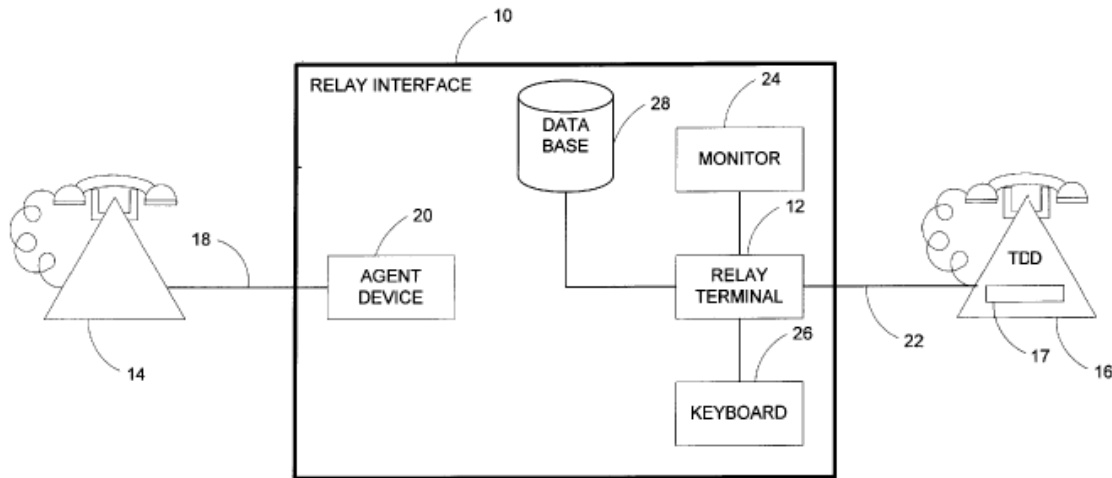 10
RELAY INTERFACE
24
28
DATA
BASE
MONITOR
12
20
18
AGENT
DEVICE
RELAY
TERMINAL
TDD
22
17
16
14
26
KEYBOARD